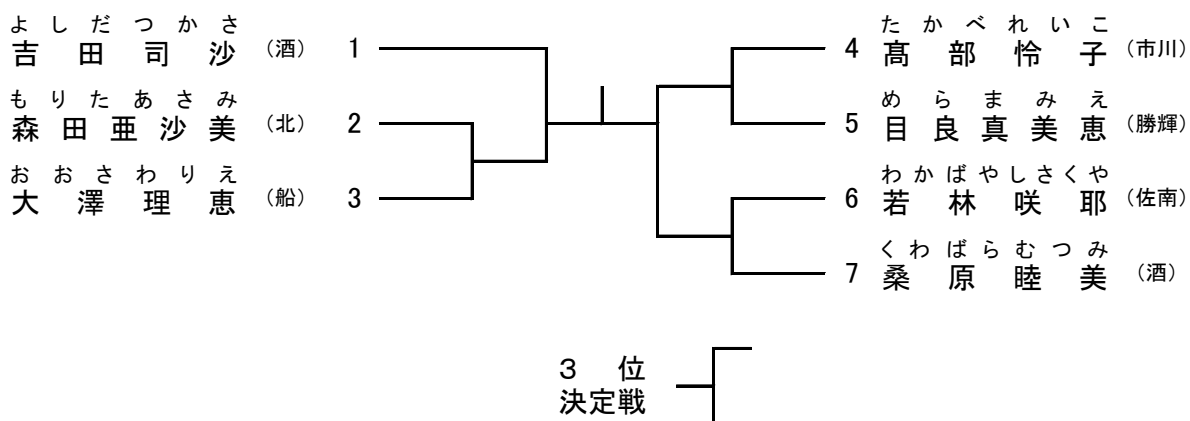 よしだつかさ
吉田司沙 (酒) 1
もりたあさみ
森田亜沙美 (北) 2
おおさわりえ
大澤理恵 (船) 3
たかべれいこ
4 髙部怜子 (市川)
めらまみえ
5 目良真美恵 (勝輝)
わかばやしさくや
6 若林咲耶 (佐南)
くわばらむつみ
7 桑原睦美 (酒)
3位
決定戦